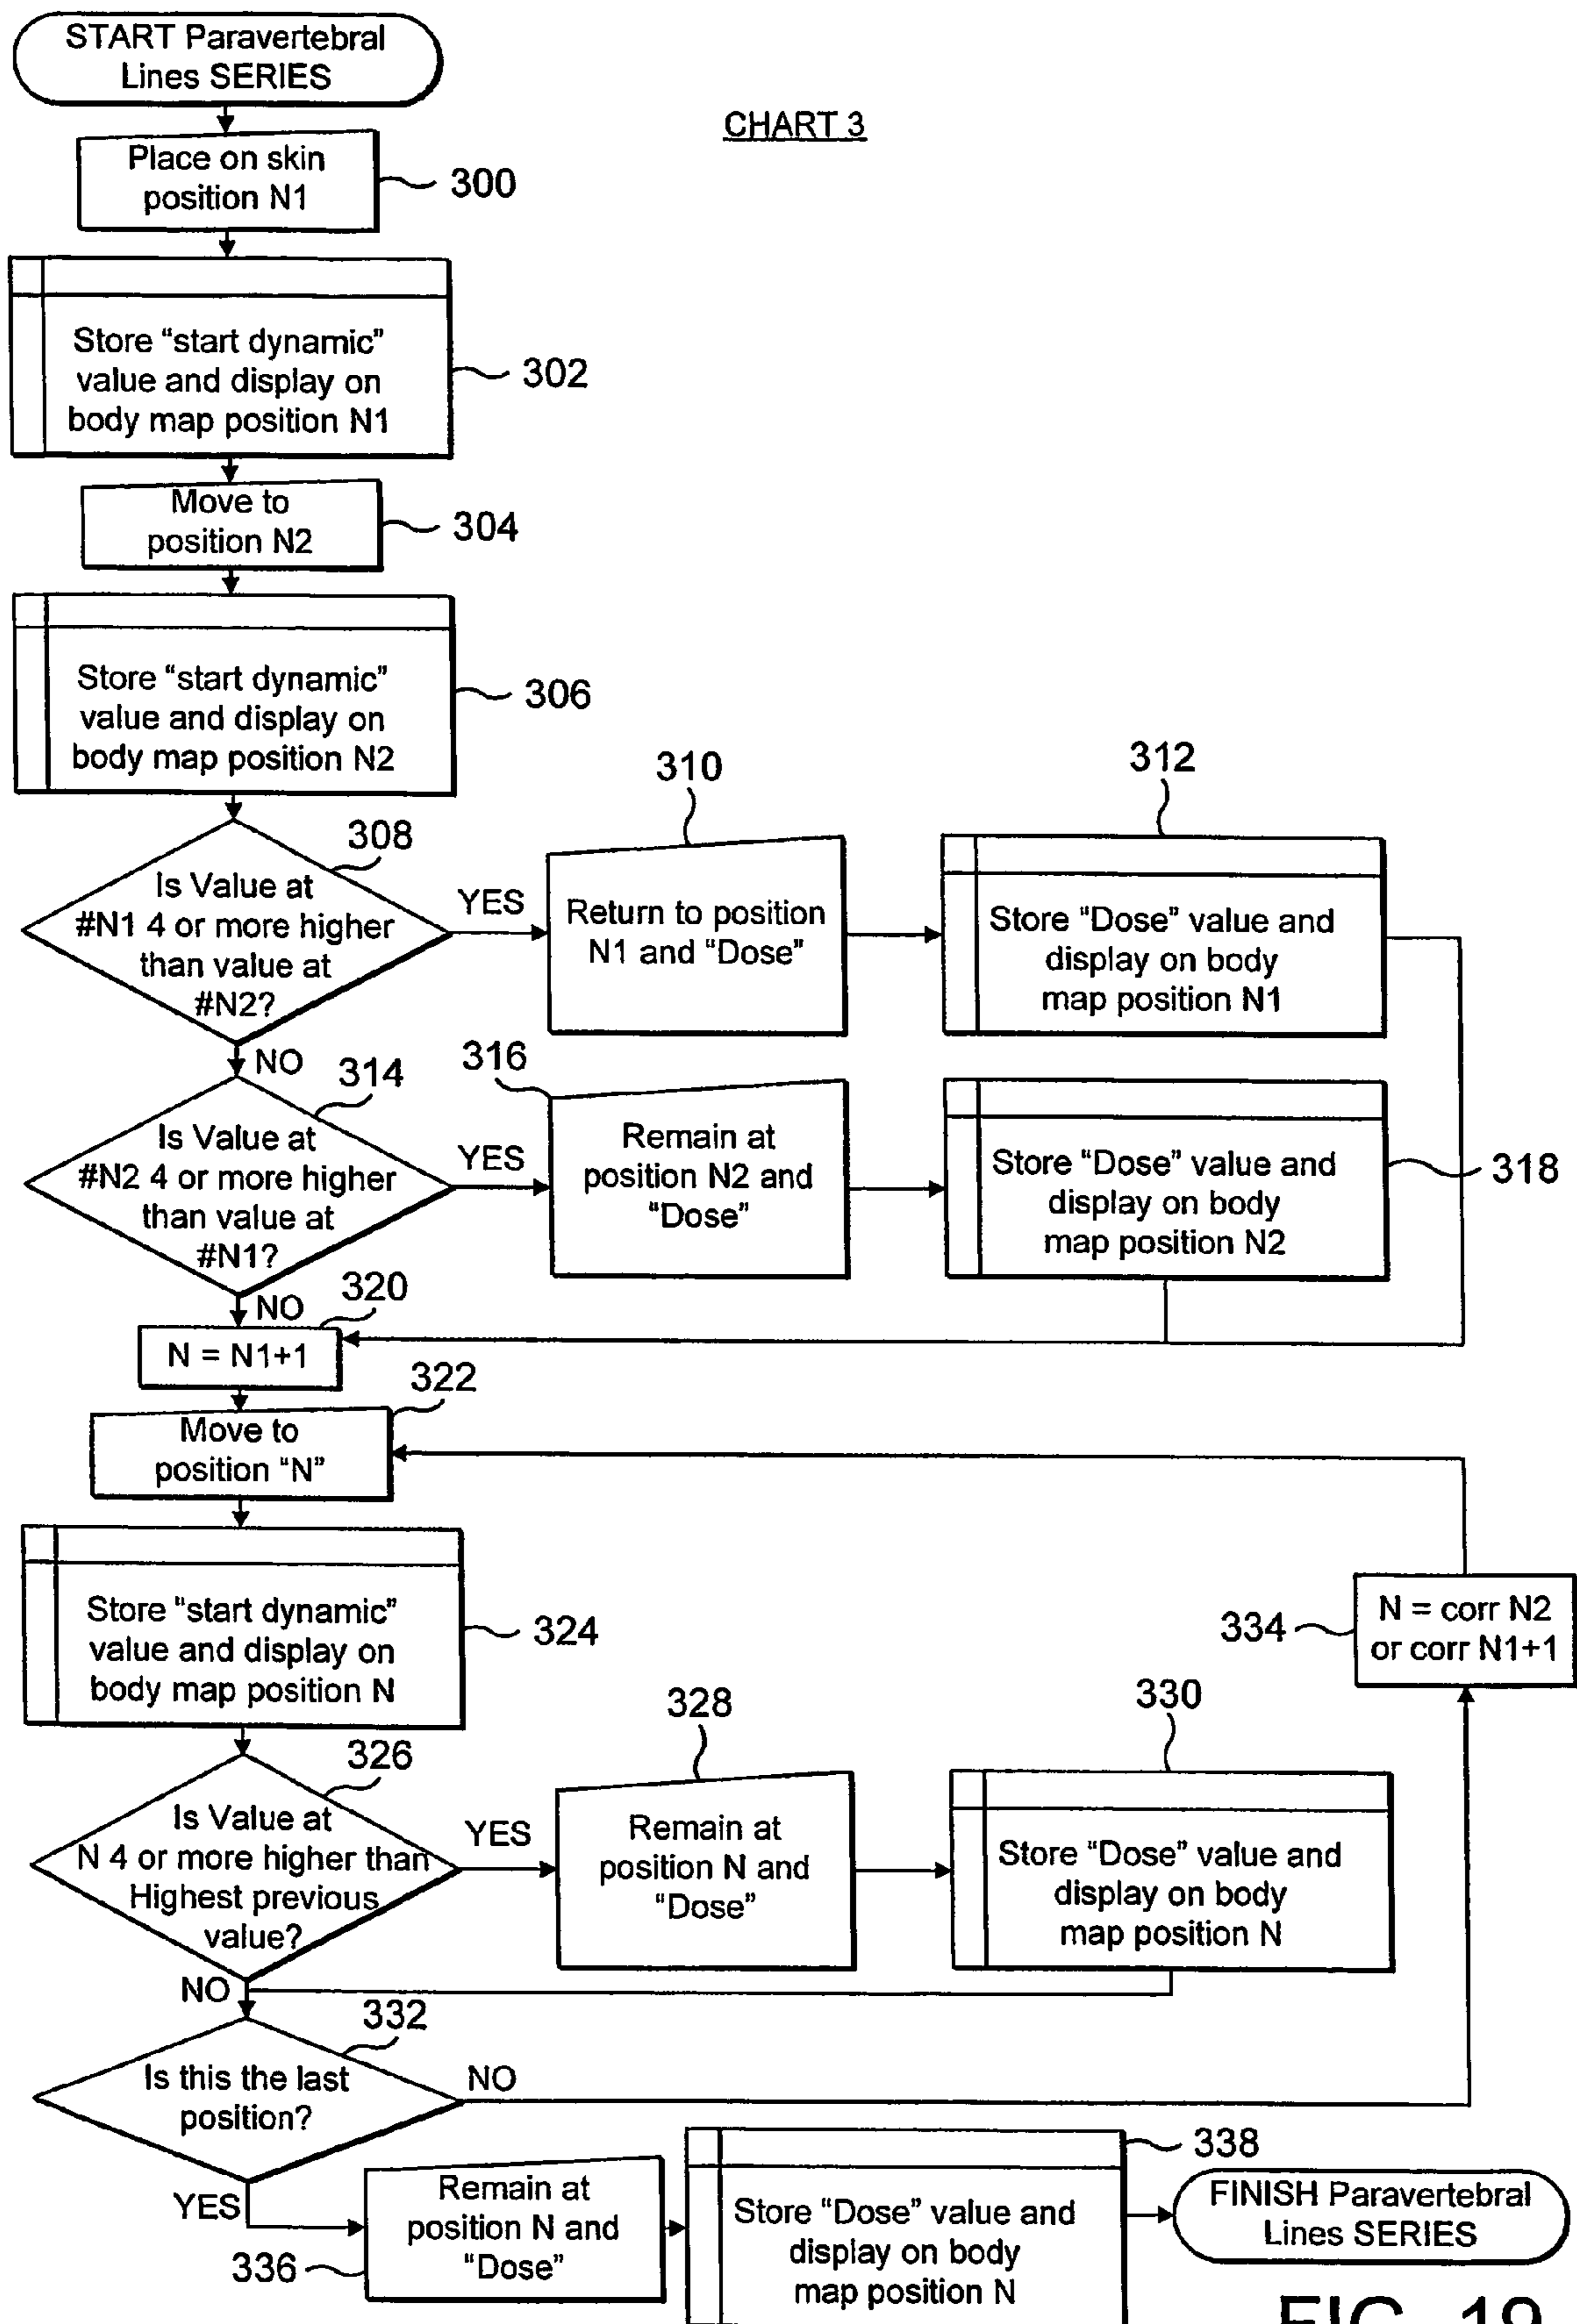 START Paravertebral
Lines SERIES
CHART 3
Place on skin
position N1
300
Store “start dynamic”
value and display on
body map position N1
302
Move to
position N2
304
Store “start dynamic”
value and display on
body map position N2
306
308
Is Value at
#N1 4 or more higher
than value at
#N2?
YES
310
Return to position
N1 and “Dose”
312
Store “Dose” value and
display on body
map position N1
NO
314
Is Value at
#N2 4 or more higher
than value at
#N1?
YES
316
Remain at
position N2 and
“Dose”
Store “Dose” value and
display on body
map position N2
318
NO
320
N = N1+1
322
Move to
position “N”
Store “start dynamic”
value and display on
body map position N
324
334
N = corr N2
or corr N1+1
326
Is Value at
N 4 or more higher than
Highest previous
value?
YES
328
Remain at
position N and
“Dose”
330
Store “Dose” value and
display on body
map position N
NO
332
Is this the last
position?
NO
YES
336
Remain at
position N and
“Dose”
338
Store “Dose” value and
display on body
map position N
FINISH Paravertebral
Lines SERIES
FIG. 19